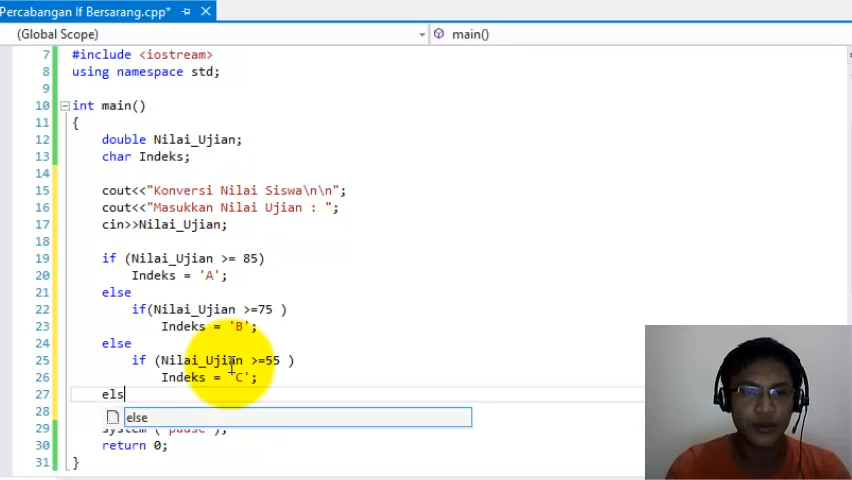 Percabangan If Bersarang.cpp*
(Global Scope) main()
7 #include <iostream>
8 using namespace std;
9
10 int main()
11 {
12 double Nilai_Ujian;
13 char Indeks;
14
15 cout<<"Konversi Nilai Siswa\n\n";
16 cout<<"Masukkan Nilai Ujian : ";
17 cin>>Nilai_Ujian;
18
19 if (Nilai_Ujian >= 85)
20 Indeks = 'A';
21 else
22 if(Nilai_Ujian >=75 )
23 Indeks = 'B';
24 else
25 if (Nilai_Ujian >=55 )
26 Indeks = 'C';
27 els
28 else
29 system ("pause");
30 return 0;
31 }